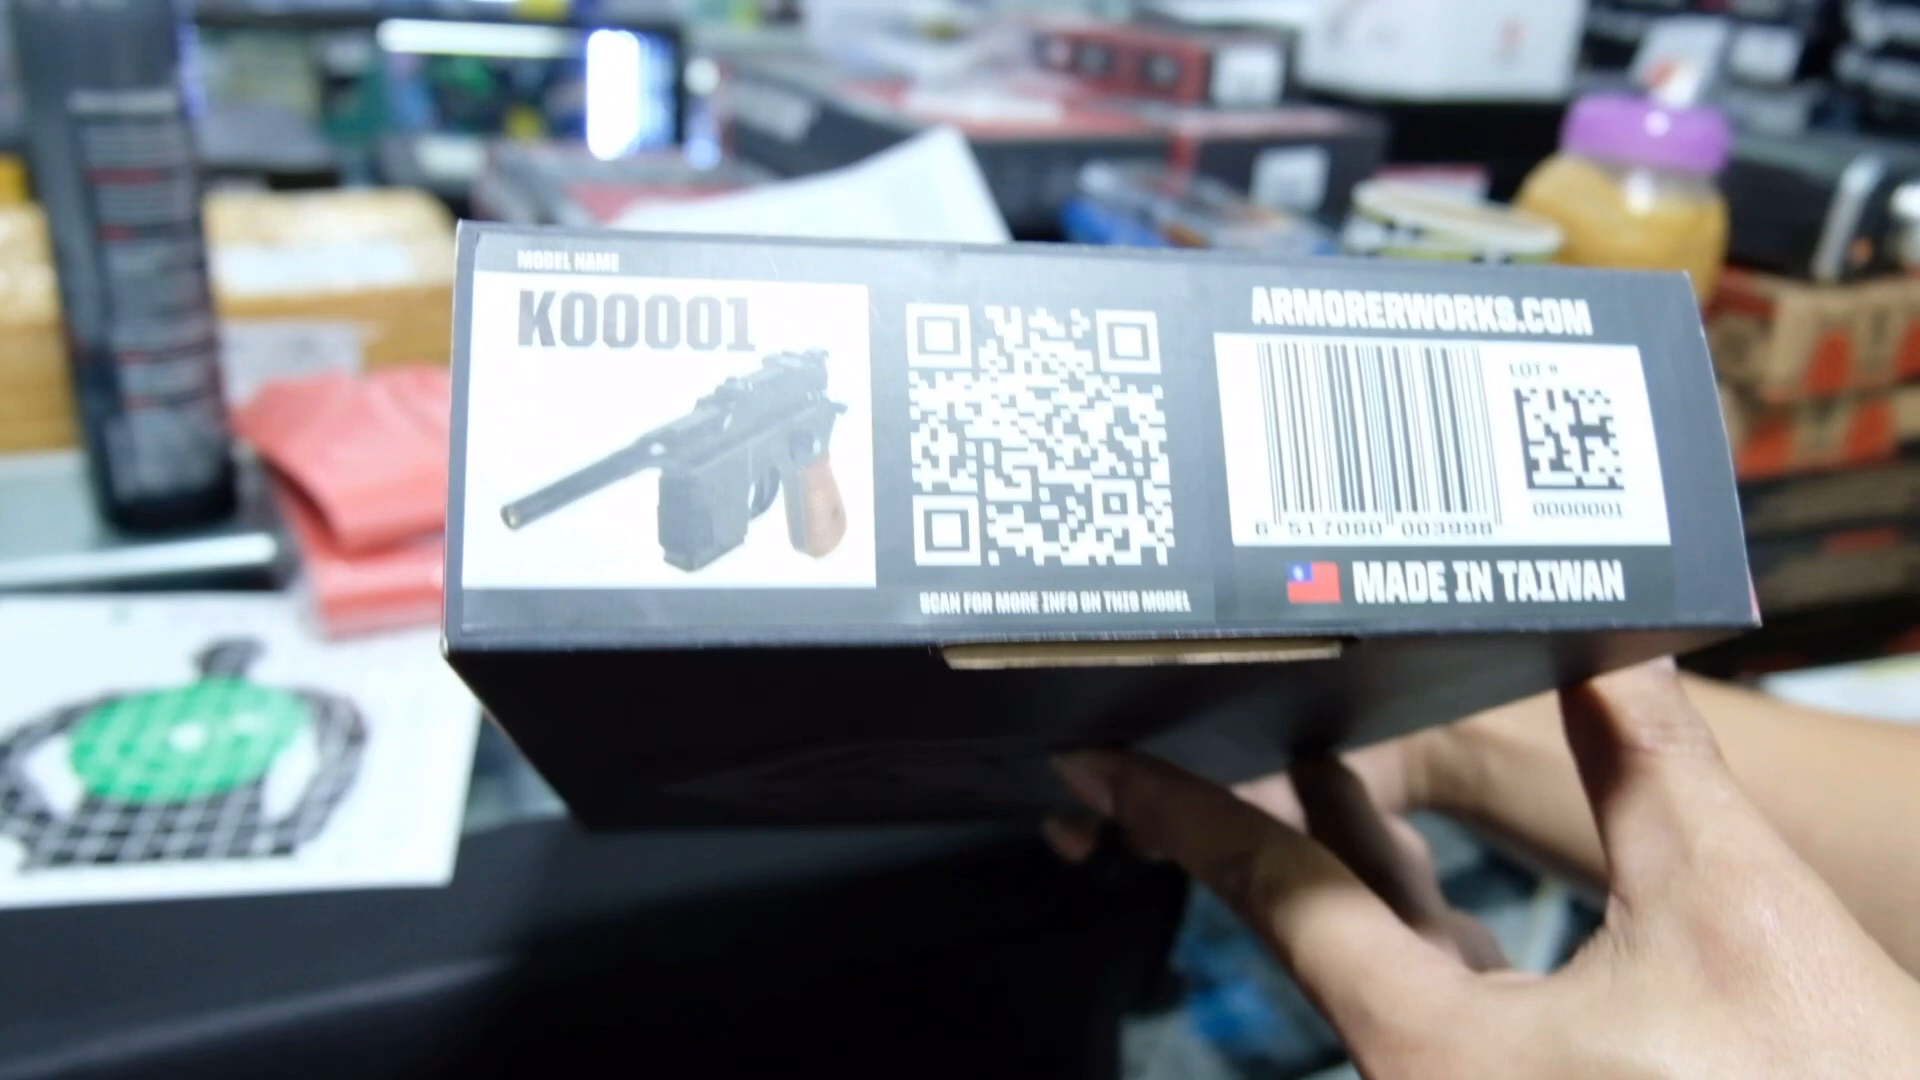 MODEL NAME
K00001
SCAN FOR MORE INFO ON THIS MODEL
ARMORERWORKS.COM
LOT #
0000001
6 517080 003998
MADE IN TAIWAN